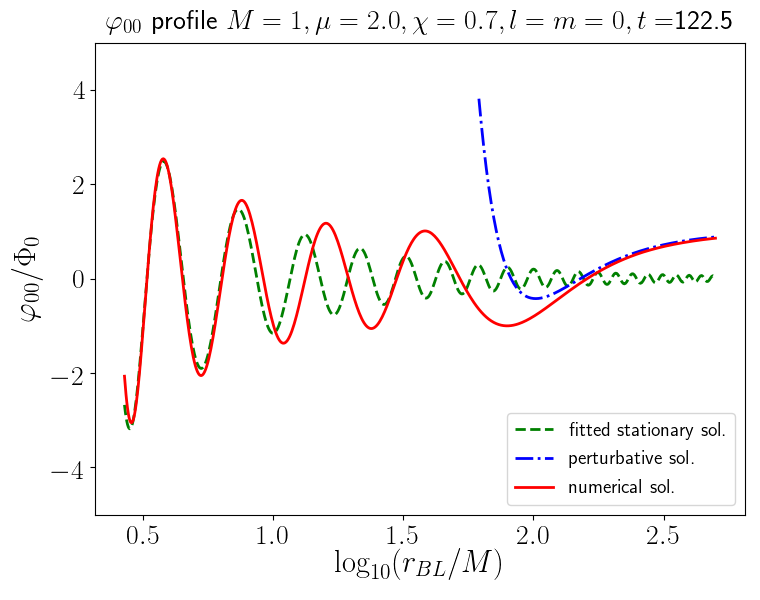 φ₀₀ profile M = 1, μ = 2.0, χ = 0.7, l = m = 0, t =122.5
φ₀₀/Φ₀
4
2
0
−2
−4
fitted stationary sol.
perturbative sol.
numerical sol.
0.5 1.0 1.5 2.0 2.5
log₁₀(r_BL/M)